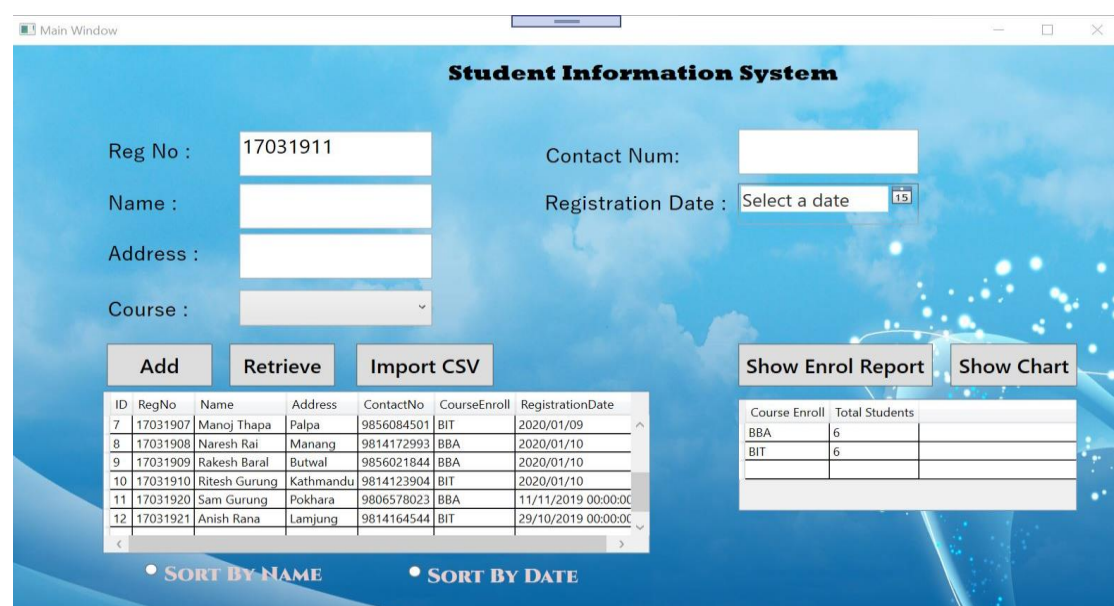 Main Window
Student Information System
Reg No : 17031911
Contact Num:
Name :
Registration Date : Select a date 15
Address :
Course :
Add Retrieve Import CSV
Show Enrol Report Show Chart
ID RegNo Name Address ContactNo CourseEnroll RegistrationDate
7 17031907 Manoj Thapa Palpa 9856084501 BIT 2020/01/09
8 17031908 Naresh Rai Manang 9814172993 BBA 2020/01/10
9 17031909 Rakesh Baral Butwal 9856021844 BBA 2020/01/10
10 17031910 Ritesh Gurung Kathmandu 9814123904 BIT 2020/01/10
11 17031920 Sam Gurung Pokhara 9806578023 BBA 11/11/2019 00:00:00
12 17031921 Anish Rana Lamjung 9814164544 BIT 29/10/2019 00:00:00
Course Enroll Total Students
BBA 6
BIT 6
Sort By Name Sort By Date